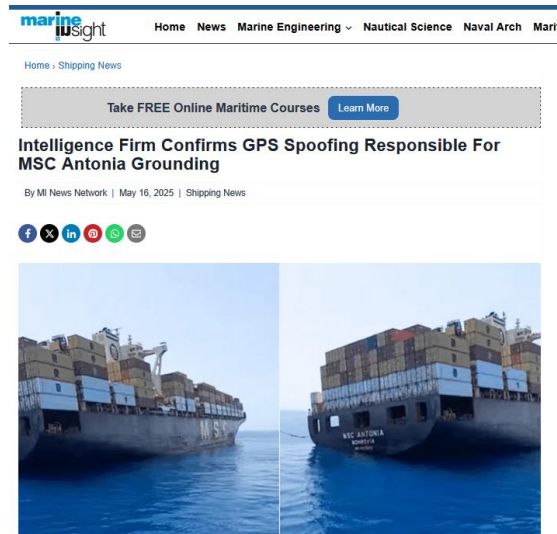 marine
insight
Home News Marine Engineering Nautical Science Naval Arch Mari
Home › Shipping News
Take FREE Online Maritime Courses Learn More
Intelligence Firm Confirms GPS Spoofing Responsible For
MSC Antonia Grounding
By MI News Network | May 16, 2025 | Shipping News
MSC
MSC ANTONIA
MONROVIA